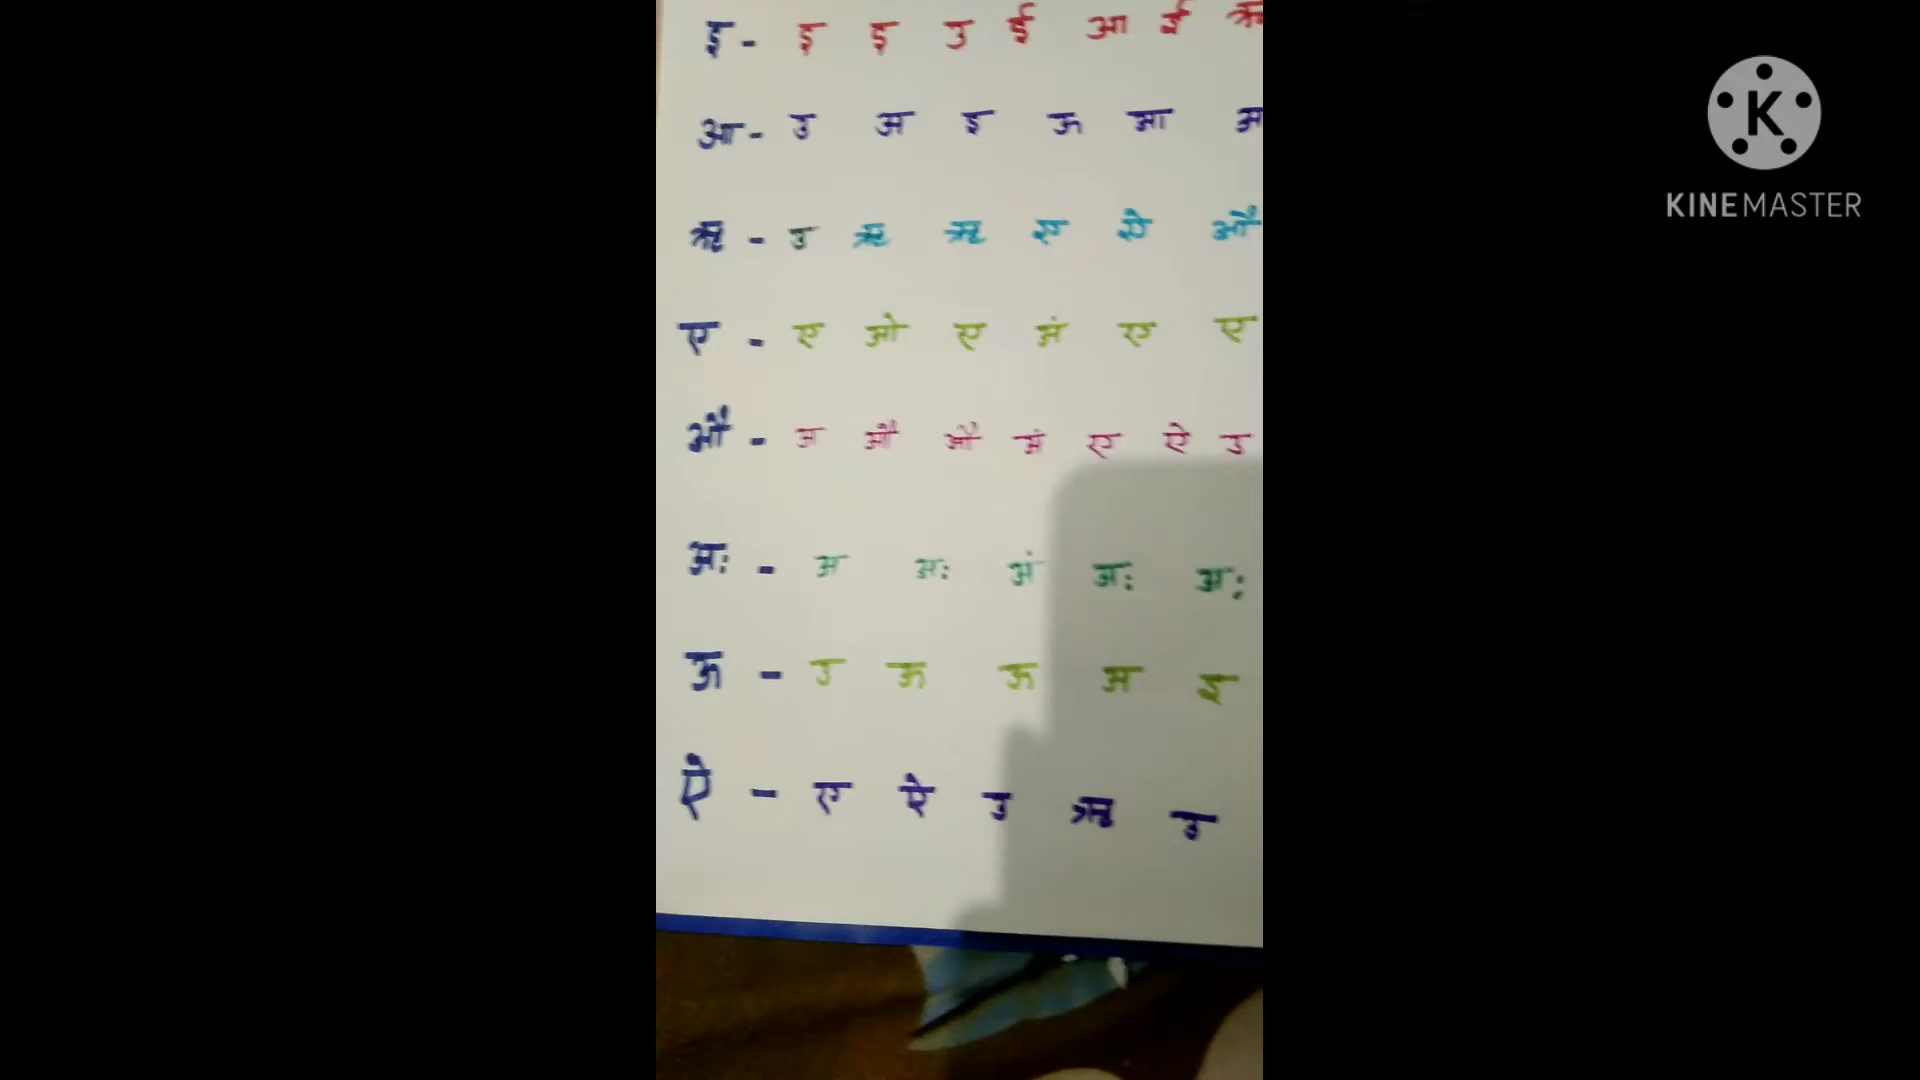 इ - इ इ उ ई आ ई ऋ
आ - उ अ इ ऊ आ अ
ऋ - उ ऋ ऋ ए ऐ औ
ए - ए ओ ए अं ए ए
औ - अ औ औ अं ए ऐ उ
अः - अ अः अं अः अः
ऊ - उ ऊ ऊ अ इ
ऐ - ए ऐ उ ऋ उ
KINEMASTER